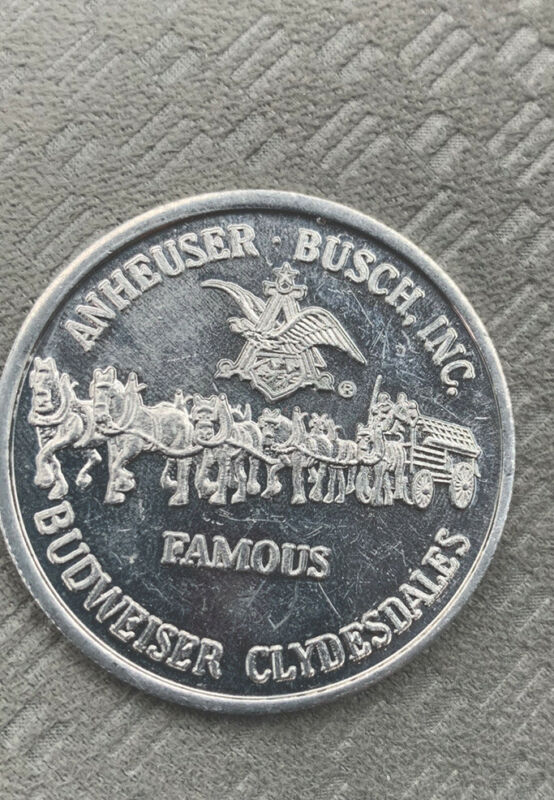 ANHEUSER · BUSCH, INC.
®
FAMOUS
BUDWEISER CLYDESDALES